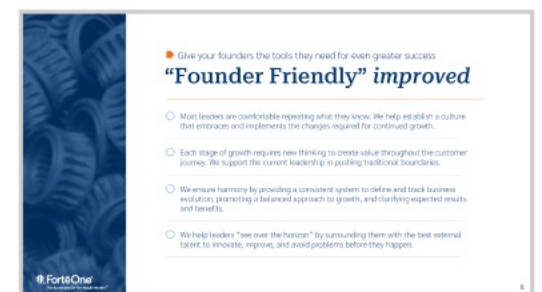 Give your founders the tools they need for even greater success
“Founder Friendly” improved
Most leaders are comfortable repeating what they know. We help establish a culture
that embraces and implements the changes required for continued growth.
Each stage of growth requires new thinking to create value throughout the customer
journey. We support the current leadership in pushing traditional boundaries.
We ensure harmony by providing a consistent system to define and track business
evolution, promoting a balanced approach to growth, and clarifying expected results
and benefits.
We help leaders “see over the horizon” by surrounding them with the best external
talent to innovate, improve, and avoid problems before they happen.
FortéOne